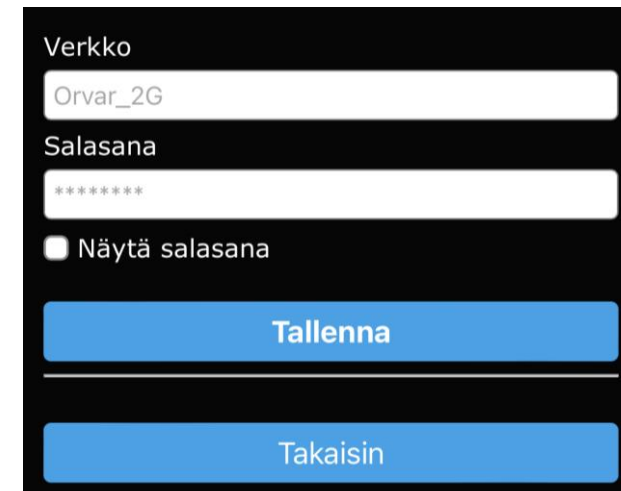 Verkko
Orvar_2G
Salasana
********
Näytä salasana
Tallenna
Takaisin